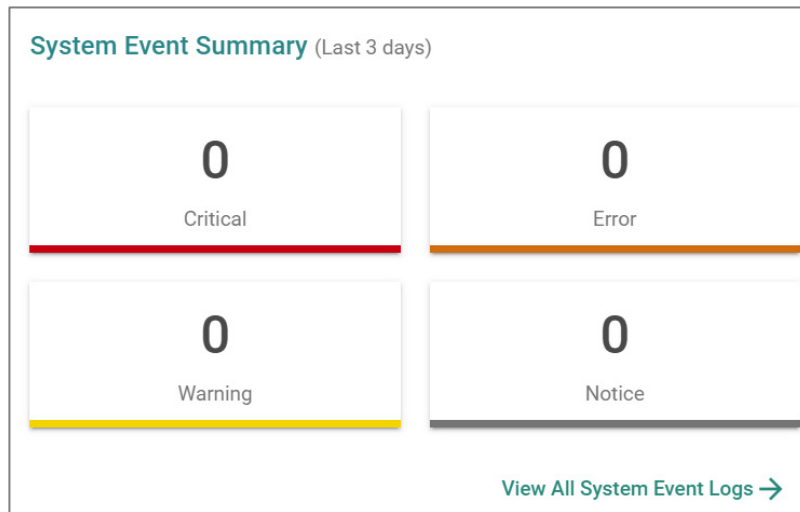 System Event Summary (Last 3 days)
0
Critical
0
Error
0
Warning
0
Notice
View All System Event Logs